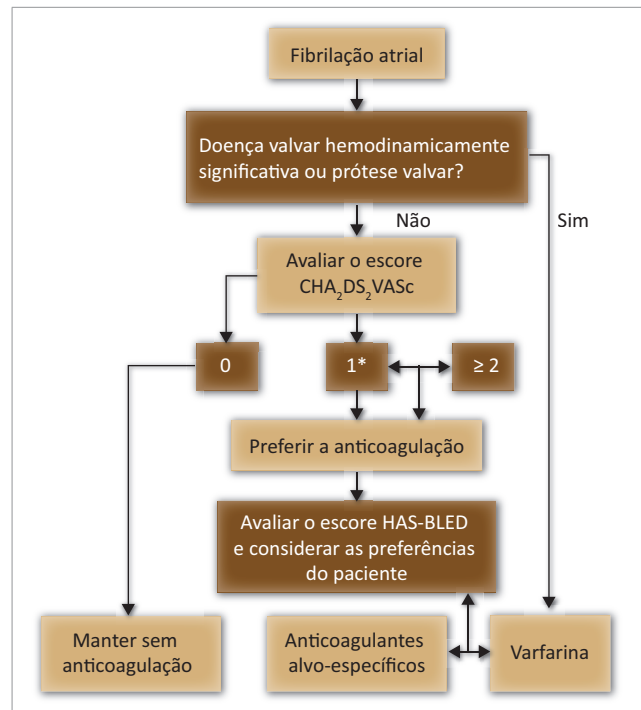 Fibrilação atrial
Doença valvar hemodinamicamente
significativa ou prótese valvar?
Não
Sim
Avaliar o escore
CHA₂DS₂VASc
0
1*
≥ 2
Preferir a anticoagulação
Avaliar o escore HAS-BLED
e considerar as preferências
do paciente
Manter sem
anticoagulação
Anticoagulantes
alvo-específicos
Varfarina